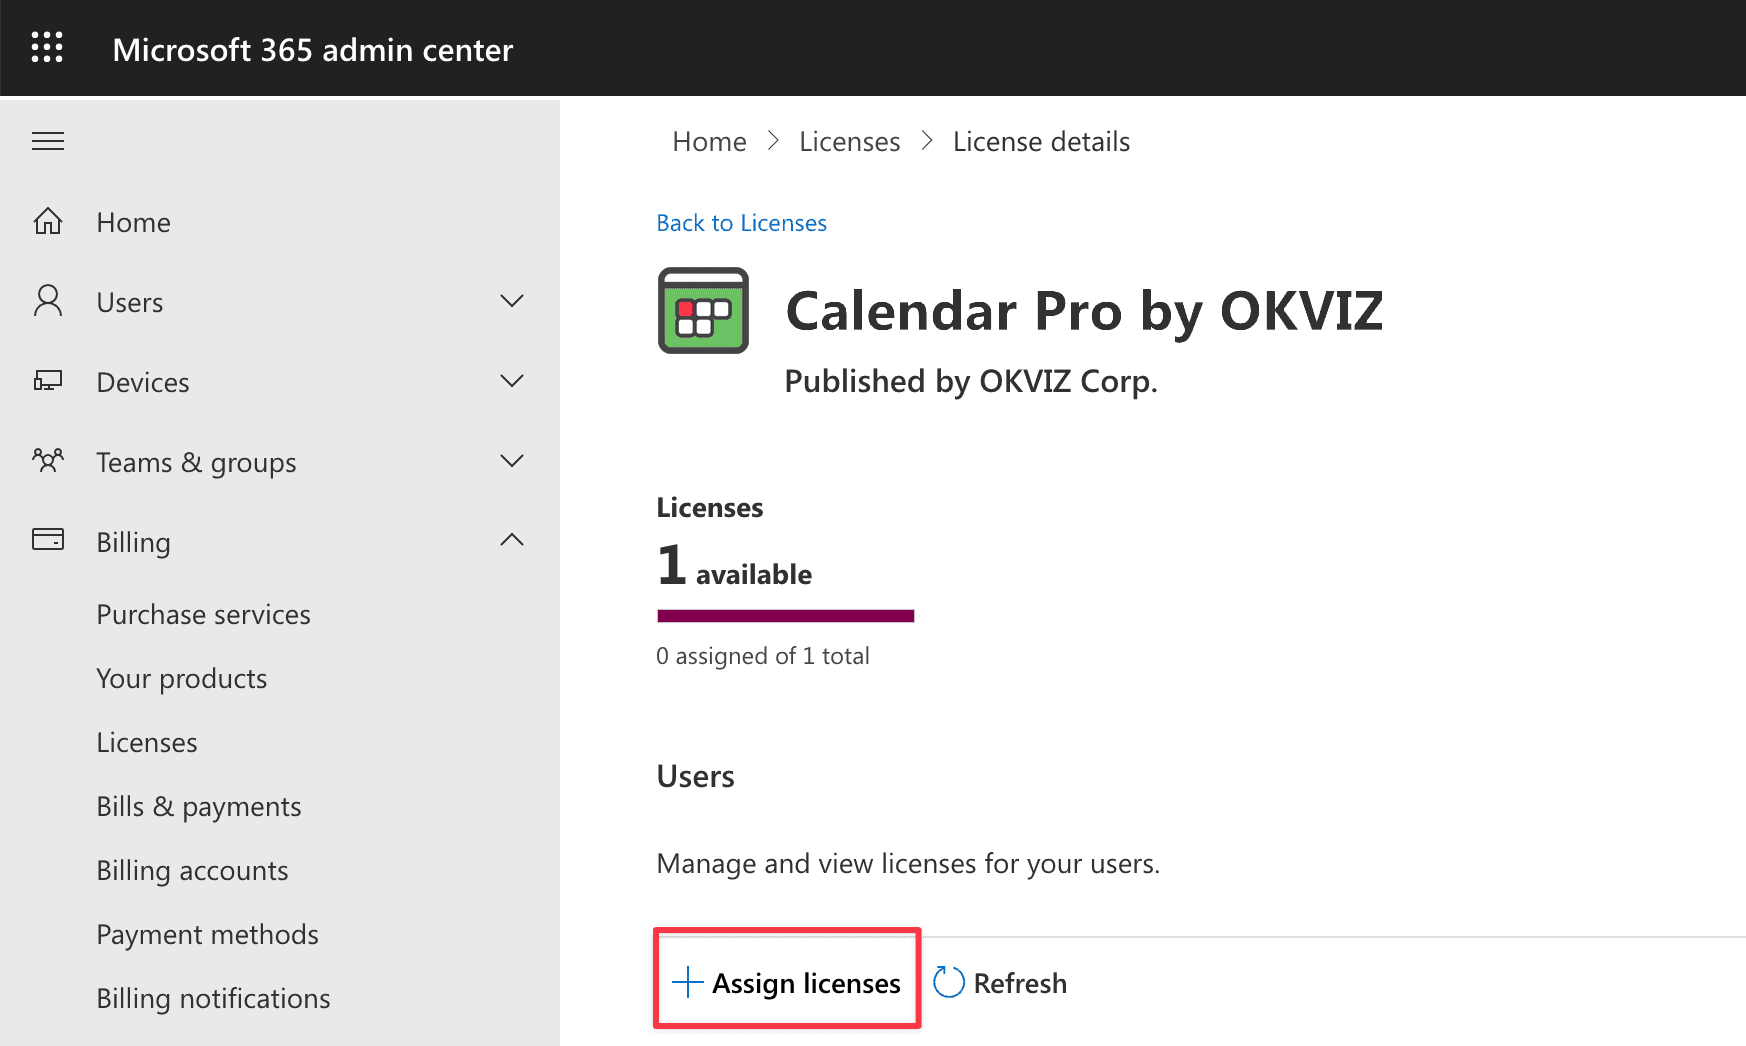 Microsoft 365 admin center
Home
Users
Devices
Teams & groups
Billing
Purchase services
Your products
Licenses
Bills & payments
Billing accounts
Payment methods
Billing notifications
Home > Licenses > License details
Back to Licenses
Calendar Pro by OKVIZ
Published by OKVIZ Corp.
Licenses
1 available
0 assigned of 1 total
Users
Manage and view licenses for your users.
Assign licenses Refresh